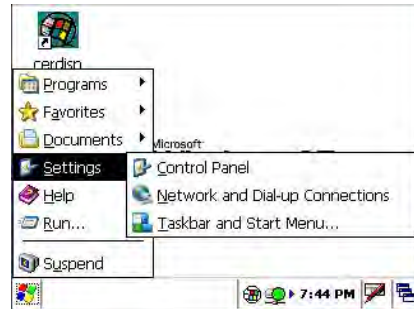 cerdisp
Programs
Favorites
Documents
Microsoft
Settings
Control Panel
Help
Network and Dial-up Connections
Run...
Taskbar and Start Menu...
Suspend
7:44 PM